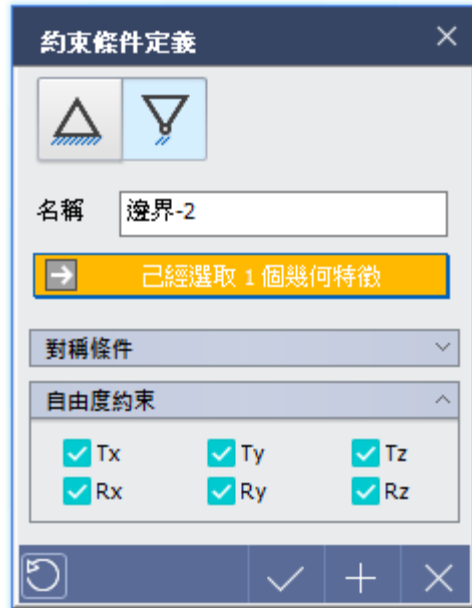 約束條件定義
名稱 邊界-2
已經選取 1 個幾何特徵
對稱條件
自由度約束
Tx Ty Tz
Rx Ry Rz